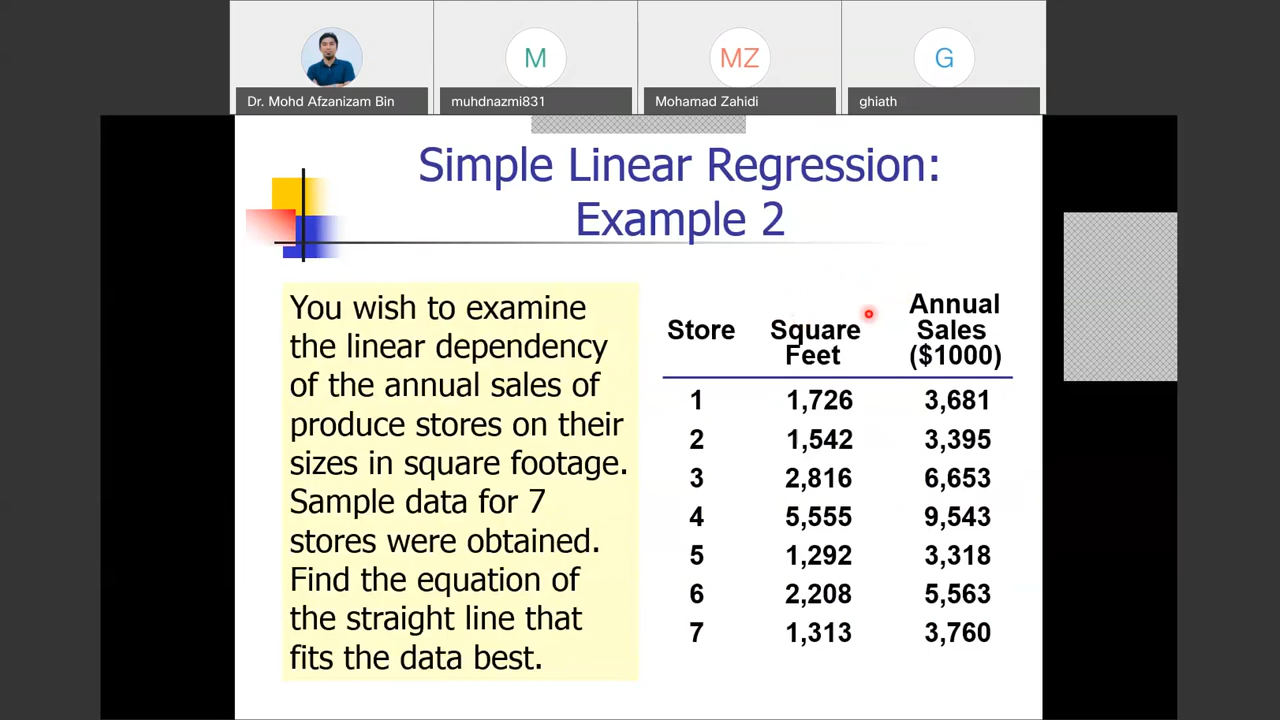 Dr. Mohd Afzanizam Bin
M
muhdnazmi831
MZ
Mohamad Zahidi
G
ghiath
Simple Linear Regression:
Example 2
You wish to examine
the linear dependency
of the annual sales of
produce stores on their
sizes in square footage.
Sample data for 7
stores were obtained.
Find the equation of
the straight line that
fits the data best.
Store Square Feet Annual Sales ($1000)
1 1,726 3,681
2 1,542 3,395
3 2,816 6,653
4 5,555 9,543
5 1,292 3,318
6 2,208 5,563
7 1,313 3,760